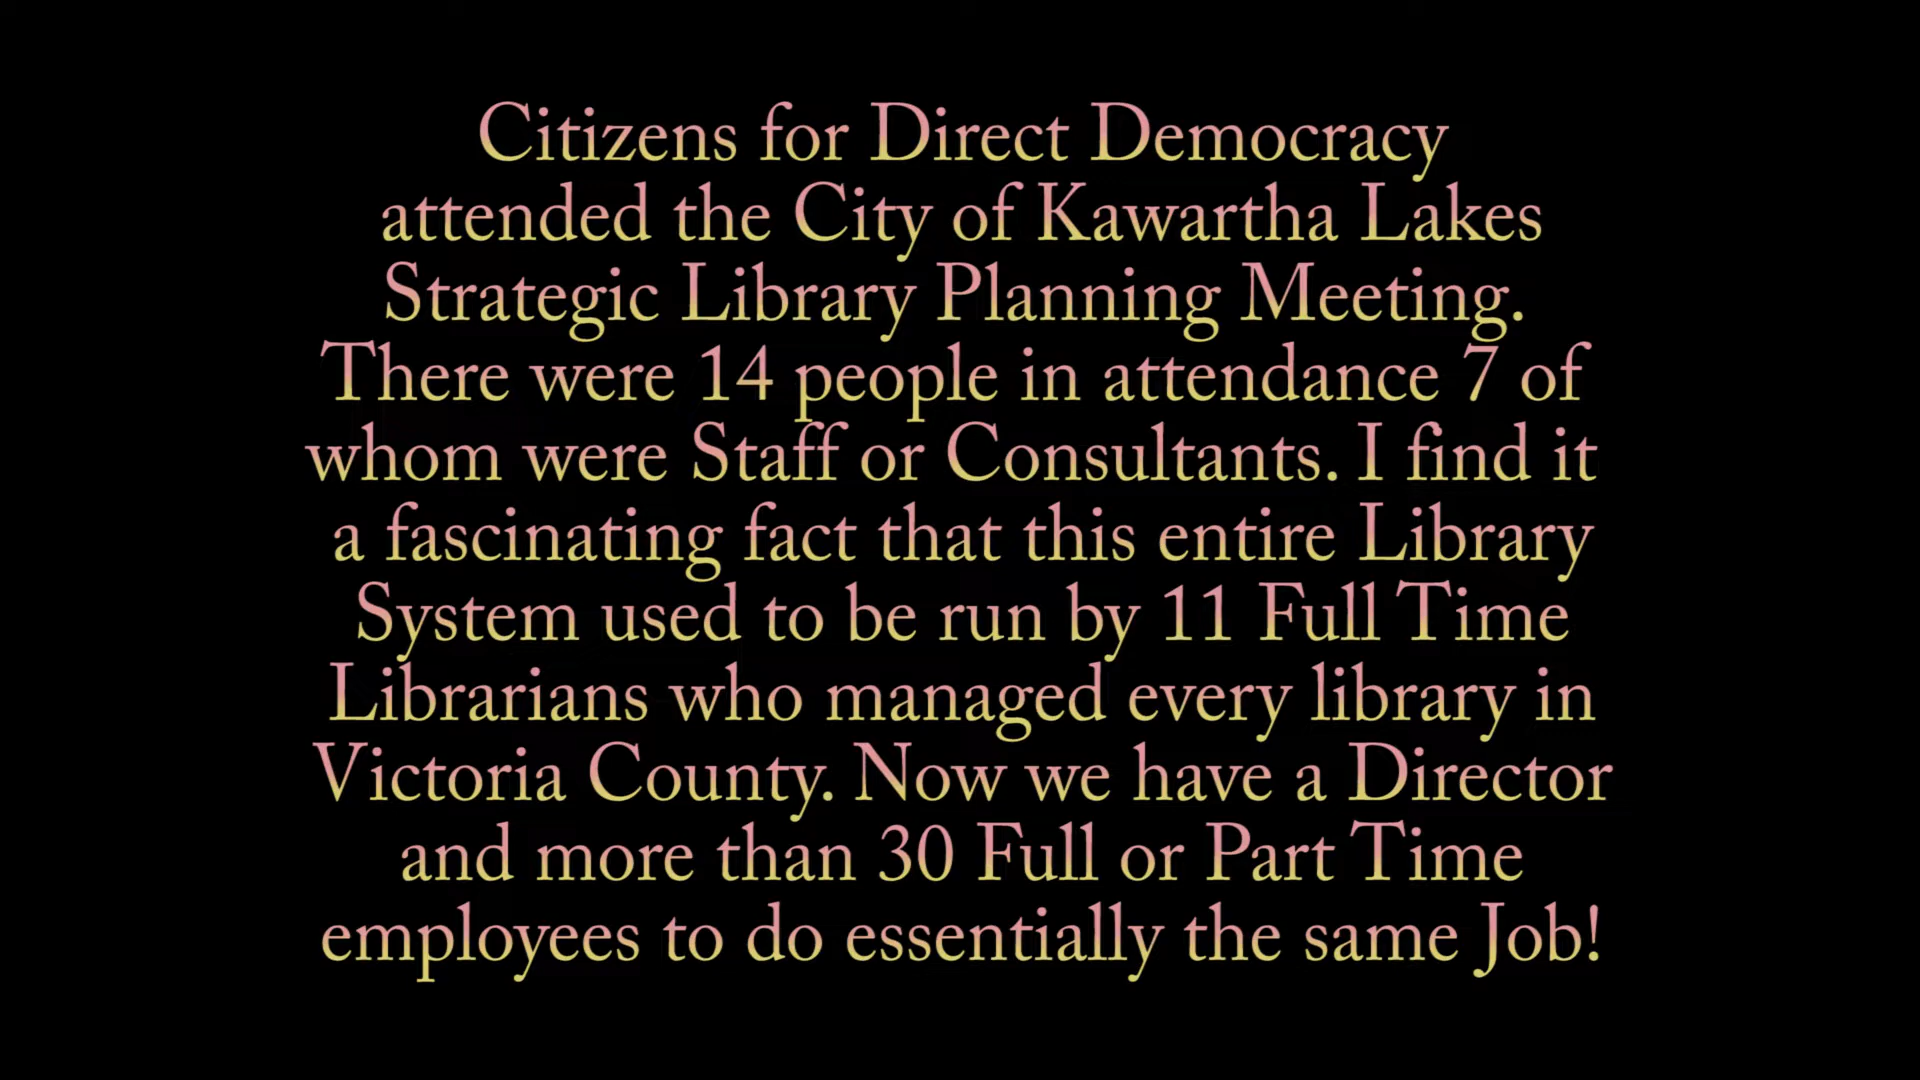 Citizens for Direct Democracy
attended the City of Kawartha Lakes
Strategic Library Planning Meeting.
There were 14 people in attendance 7 of
whom were Staff or Consultants. I find it
a fascinating fact that this entire Library
System used to be run by 11 Full Time
Librarians who managed every library in
Victoria County. Now we have a Director
and more than 30 Full or Part Time
employees to do essentially the same Job!